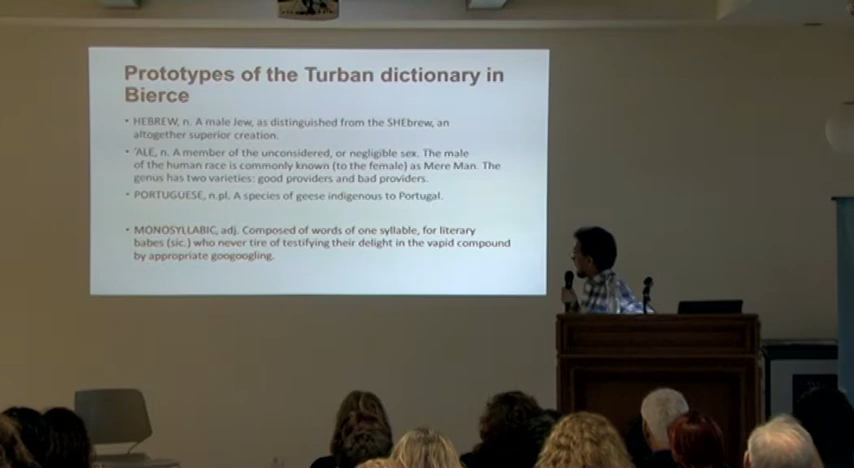 Prototypes of the Turban dictionary in
Bierce
• HEBREW, n. A male Jew, as distinguished from the SHEbrew, an
altogether superior creation.
• 'ALE, n. A member of the unconsidered, or negligible sex. The male
of the human race is commonly known (to the female) as Mere Man. The
genus has two varieties: good providers and bad providers.
• PORTUGUESE, n.pl. A species of geese indigenous to Portugal.
• MONOSYLLABIC, adj. Composed of words of one syllable, for literary
babes (sic.) who never tire of testifying their delight in the vapid compound
by appropriate googoogling.